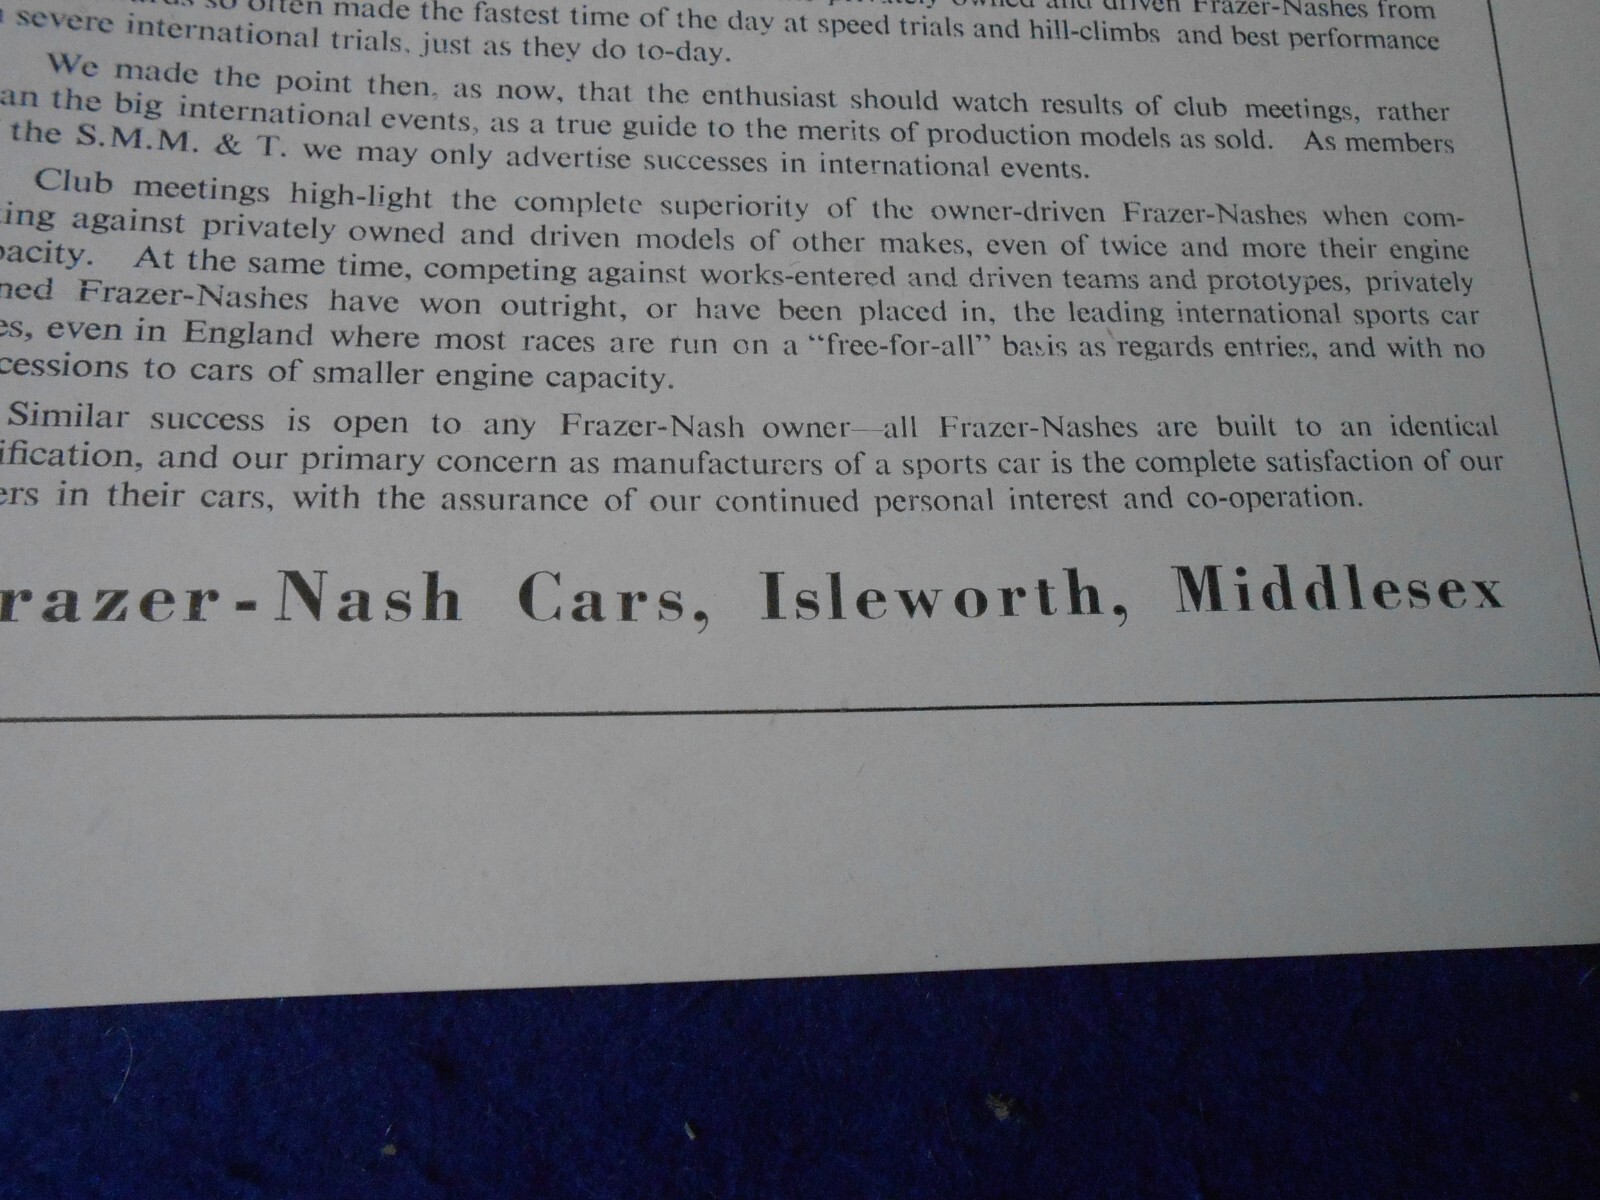 so often made the fastest time of the day at speed trials and hill-climbs and best performance
severe international trials, just as they do to-day.
We made the point then, as now, that the enthusiast should watch results of club meetings, rather
an the big international events, as a true guide to the merits of production models as sold. As members
the S.M.M. & T. we may only advertise successes in international events.
Club meetings high-light the complete superiority of the owner-driven Frazer-Nashes when com-
ing against privately owned and driven models of other makes, even of twice and more their engine
pacity. At the same time, competing against works-entered and driven teams and prototypes, privately
ned Frazer-Nashes have won outright, or have been placed in, the leading international sports car
es, even in England where most races are run on a "free-for-all" basis as regards entries, and with no
cessions to cars of smaller engine capacity.
Similar success is open to any Frazer-Nash owner—all Frazer-Nashes are built to an identical
ification, and our primary concern as manufacturers of a sports car is the complete satisfaction of our
ers in their cars, with the assurance of our continued personal interest and co-operation.
razer-Nash Cars, Isleworth, Middlesex